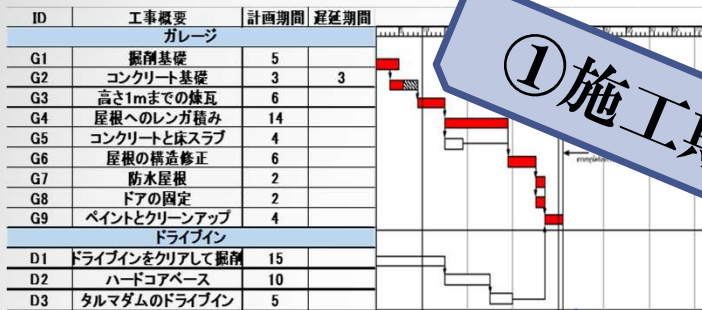 ID 工事概要 計画期間 遅延期間
ガレージ
G1 掘削基礎 5
G2 コンクリート基礎 3 3
G3 高さ1mまでの煉瓦 6
G4 屋根へのレンガ積み 14
G5 コンクリートと床スラブ 4
G6 屋根の構造修正 6
G7 防水屋根 2
G8 ドアの固定 2
G9 ペイントとクリーンアップ 4
ドライブイン
D1 ドライブインをクリアして掘削 15
D2 ハードコアベース 10
D3 タルマダムのドライブイン 5
①施工
completion